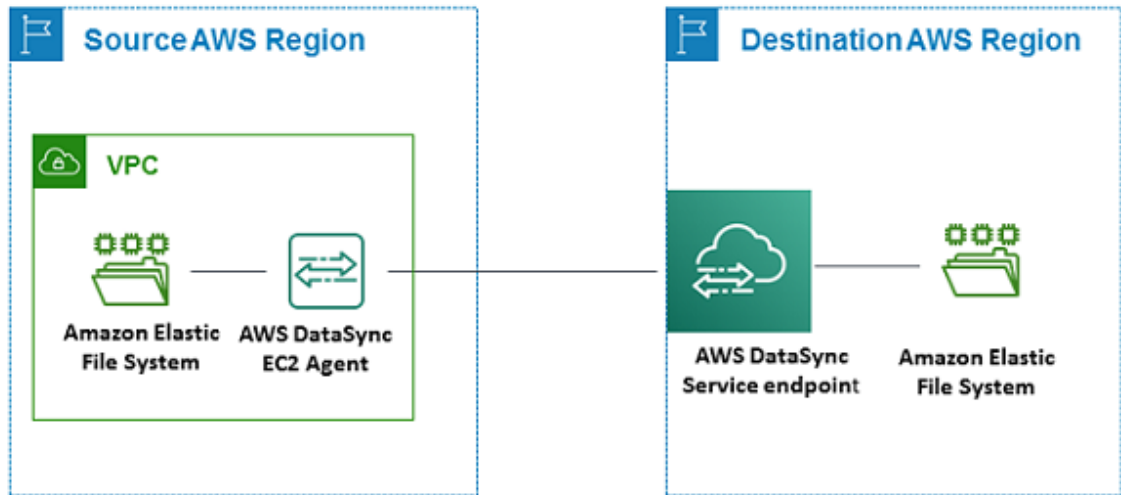 Source AWS Region
Destination AWS Region
VPC
Amazon Elastic
File System
AWS DataSync
EC2 Agent
AWS DataSync
Service endpoint
Amazon Elastic
File System